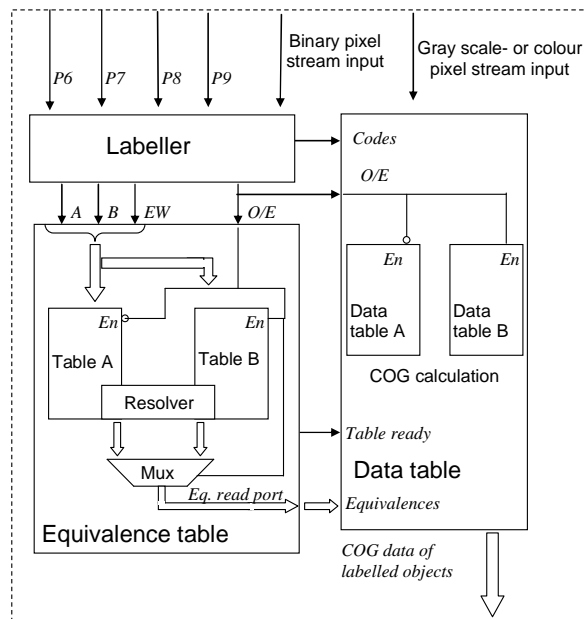 P6
P7
P8
P9
Binary pixel
stream input
Gray scale- or colour
pixel stream input
Labeller
Codes
O/E
A
B
EW
O/E
En
Table A
En
Table B
Resolver
Mux
Eq. read port
Equivalence table
En
Data
table A
En
Data
table B
COG calculation
Table ready
Data table
Equivalences
COG data of
labelled objects